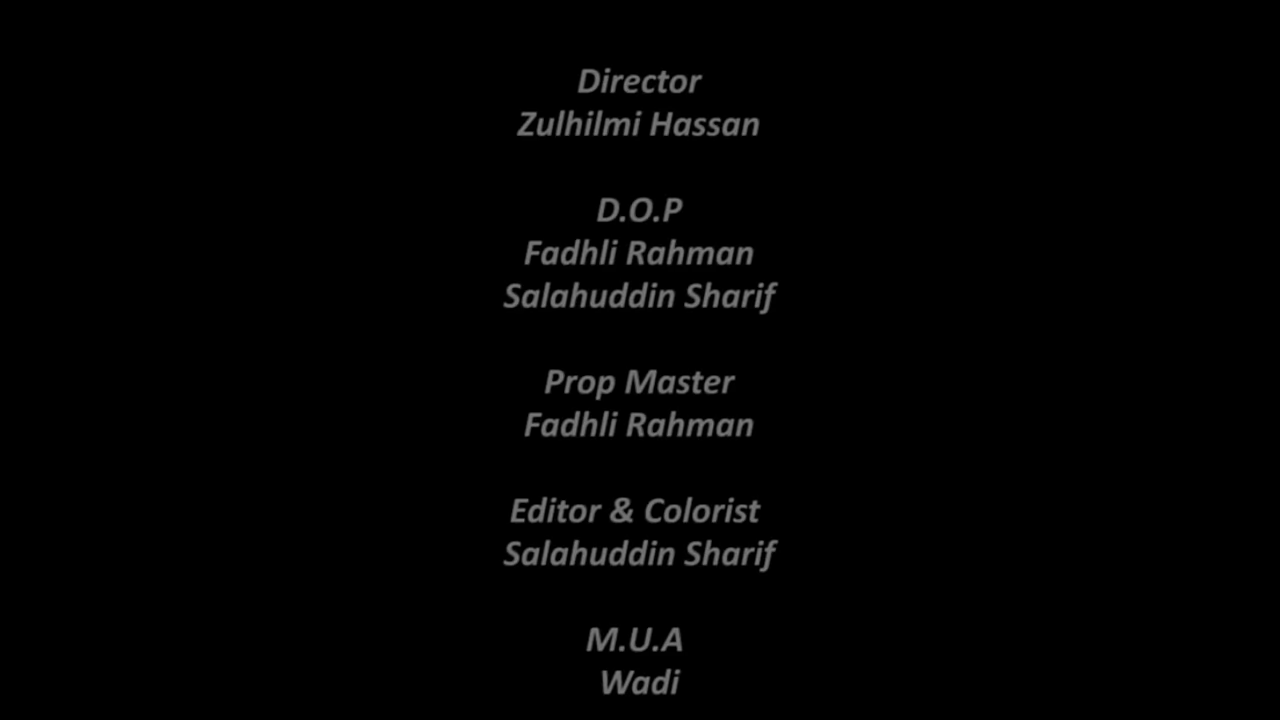 Director
Zulhilmi Hassan
D.O.P
Fadhli Rahman
Salahuddin Sharif
Prop Master
Fadhli Rahman
Editor & Colorist
Salahuddin Sharif
M.U.A
Wadi